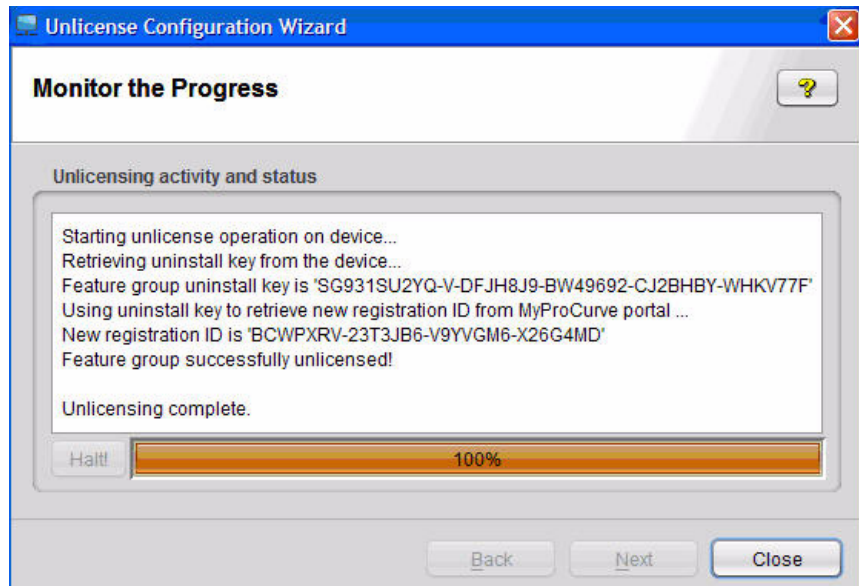 Unlicense Configuration Wizard
Monitor the Progress
?
Unlicensing activity and status
Starting unlicense operation on device...
Retrieving uninstall key from the device...
Feature group uninstall key is 'SG931SU2YQ-V-DFJH8J9-BW49692-CJ2BHBY-WHKV77F'
Using uninstall key to retrieve new registration ID from MyProCurve portal ...
New registration ID is 'BCWPXRV-23T3JB6-V9YVGM6-X26G4MD'
Feature group successfully unlicensed!
Unlicensing complete.
Halt! 100%
Back Next Close